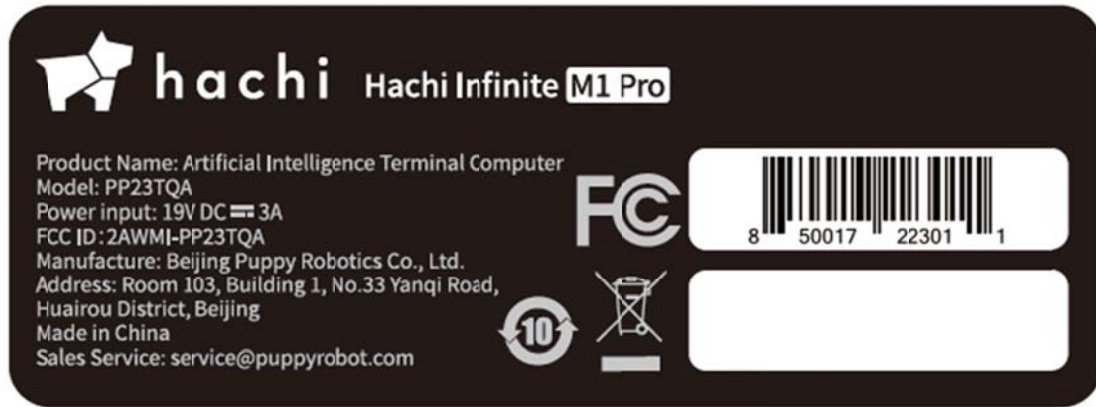 hachi Hachi Infinite M1 Pro
Product Name: Artificial Intelligence Terminal Computer
Model: PP23TQA
Power input: 19V DC ⎓ 3A
FCC ID:2AWMI-PP23TQA
Manufacture: Beijing Puppy Robotics Co., Ltd.
Address: Room 103, Building 1, No.33 Yanqi Road,
Huairou District, Beijing
Made in China
Sales Service: service@puppyrobot.com
FC
10
8 50017 22301 1